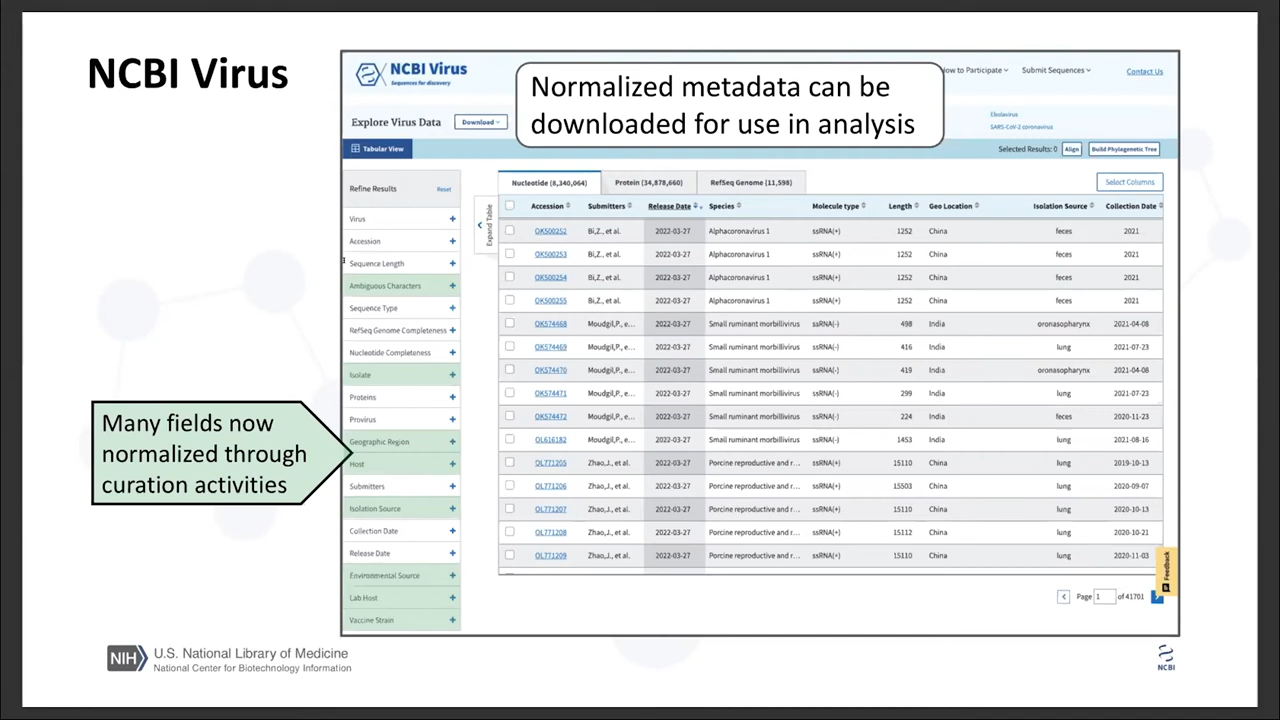 NCBI Virus
NCBI Virus
Sequences for discovery
Normalized metadata can be
downloaded for use in analysis
How to Participate
Submit Sequences
Contact Us
Explore Virus Data
Download
Ebolavirus
SARS-CoV-2 coronavirus
Tabular View
Selected Results: 0
Align
Build Phylogenetic Tree
Refine Results
Reset
Virus +
Accession +
Sequence Length +
Ambiguous Characters +
Sequence Type +
RefSeq Genome Completeness +
Nucleotide Completeness +
Isolate +
Proteins +
Provirus +
Geographic Region +
Host +
Submitters +
Isolation Source +
Collection Date +
Release Date +
Environmental Source +
Lab Host +
Vaccine Strain +
Many fields now
normalized through
curation activities
Expand Table
Nucleotide (8,340,064) Protein (34,878,660) RefSeq Genome (11,598)
Select Columns
Accession Submitters Release Date Species Molecule type Length Geo Location Isolation Source Collection Date
OK500252 Bi,Z., et al. 2022-03-27 Alphacoronavirus 1 ssRNA(+) 1252 China feces 2021
OK500253 Bi,Z., et al. 2022-03-27 Alphacoronavirus 1 ssRNA(+) 1252 China feces 2021
OK500254 Bi,Z., et al. 2022-03-27 Alphacoronavirus 1 ssRNA(+) 1252 China feces 2021
OK500255 Bi,Z., et al. 2022-03-27 Alphacoronavirus 1 ssRNA(+) 1252 China feces 2021
OK574468 Moudgil,P., e... 2022-03-27 Small ruminant morbillivirus ssRNA(-) 498 India oronasopharynx 2021-04-08
OK574469 Moudgil,P., e... 2022-03-27 Small ruminant morbillivirus ssRNA(-) 416 India lung 2021-07-23
OK574470 Moudgil,P., e... 2022-03-27 Small ruminant morbillivirus ssRNA(-) 419 India oronasopharynx 2021-04-08
OK574471 Moudgil,P., e... 2022-03-27 Small ruminant morbillivirus ssRNA(-) 299 India lung 2021-07-23
OK574472 Moudgil,P., e... 2022-03-27 Small ruminant morbillivirus ssRNA(-) 224 India feces 2020-11-23
OL616182 Moudgil,P., e... 2022-03-27 Small ruminant morbillivirus ssRNA(-) 1453 India lung 2021-08-16
OL771205 Zhao,J., et al. 2022-03-27 Porcine reproductive and r... ssRNA(+) 15110 China lung 2019-10-13
OL771206 Zhao,J., et al. 2022-03-27 Porcine reproductive and r... ssRNA(+) 15503 China lung 2020-09-07
OL771207 Zhao,J., et al. 2022-03-27 Porcine reproductive and r... ssRNA(+) 15110 China lung 2020-10-13
OL771208 Zhao,J., et al. 2022-03-27 Porcine reproductive and r... ssRNA(+) 15112 China lung 2020-10-21
OL771209 Zhao,J., et al. 2022-03-27 Porcine reproductive and r... ssRNA(+) 15110 China lung 2020-11-03
Feedback
Page 1 of 41701
NIH
U.S. National Library of Medicine
National Center for Biotechnology Information
NCBI